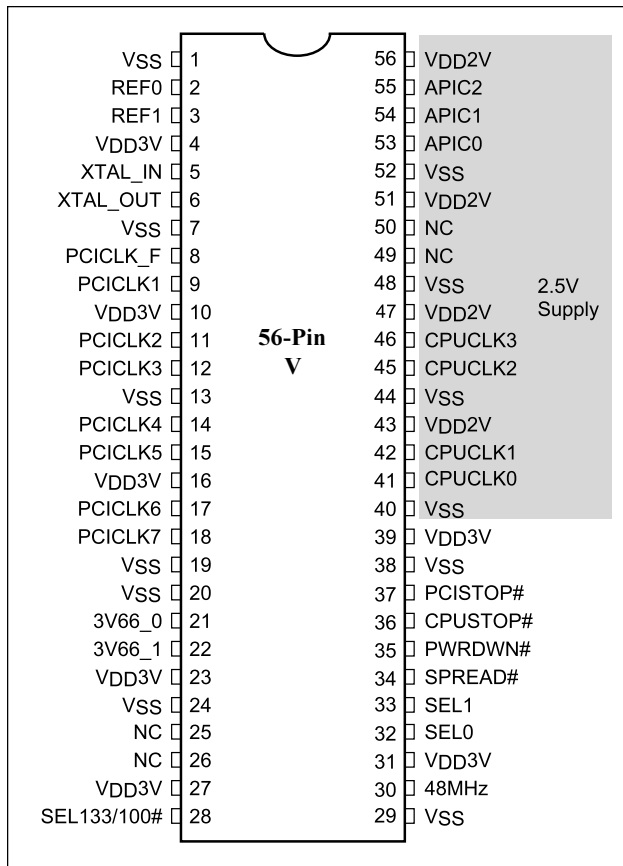 VSS 1 56 VDD2V
REF0 2 55 APIC2
REF1 3 54 APIC1
VDD3V 4 53 APIC0
XTAL_IN 5 52 VSS
XTAL_OUT 6 51 VDD2V
VSS 7 50 NC
PCICLK_F 8 49 NC
PCICLK1 9 48 VSS 2.5V
VDD3V 10 47 VDD2V Supply
PCICLK2 11 56-Pin 46 CPUCLK3
PCICLK3 12 V 45 CPUCLK2
VSS 13 44 VSS
PCICLK4 14 43 VDD2V
PCICLK5 15 42 CPUCLK1
VDD3V 16 41 CPUCLK0
PCICLK6 17 40 VSS
PCICLK7 18 39 VDD3V
VSS 19 38 VSS
VSS 20 37 PCISTOP#
3V66_0 21 36 CPUSTOP#
3V66_1 22 35 PWRDWN#
VDD3V 23 34 SPREAD#
VSS 24 33 SEL1
NC 25 32 SEL0
NC 26 31 VDD3V
VDD3V 27 30 48MHz
SEL133/100# 28 29 VSS